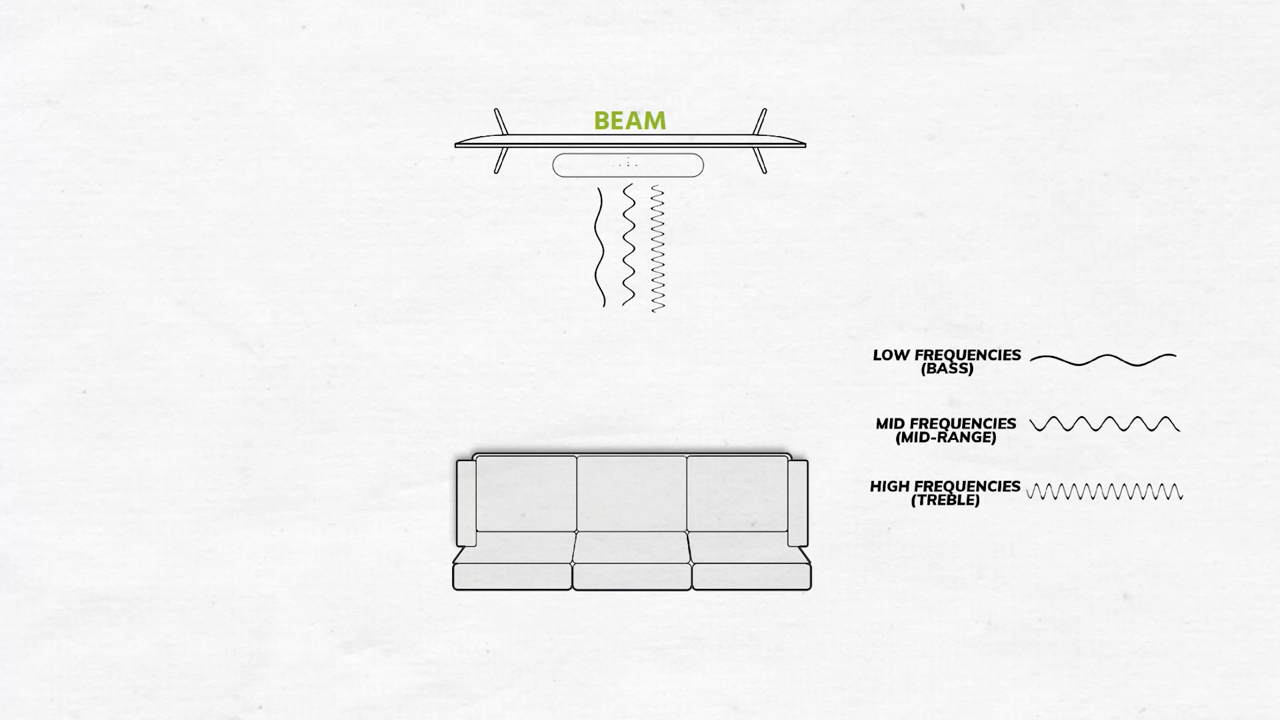 BEAM
LOW FREQUENCIES
(BASS)
MID FREQUENCIES
(MID-RANGE)
HIGH FREQUENCIES
(TREBLE)